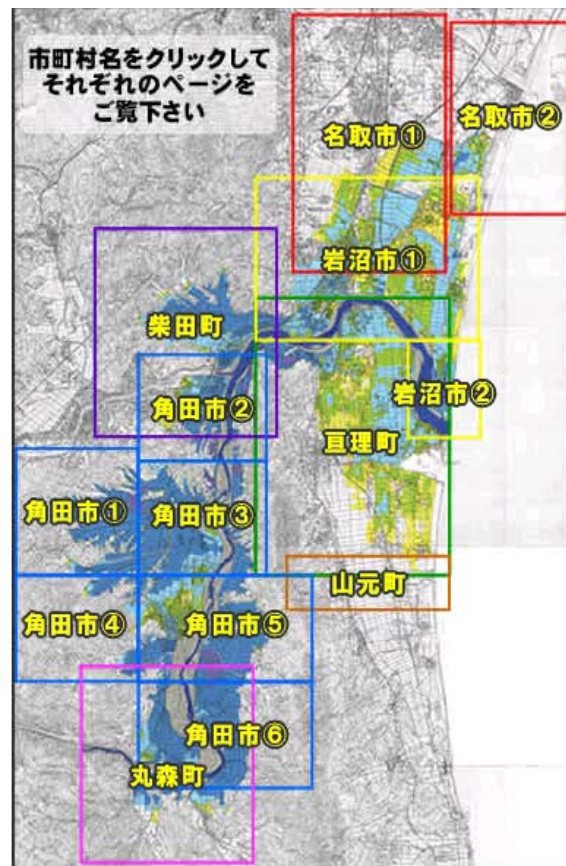 市町村名をクリックして
それぞれのページを
ご覧下さい
名取市①
名取市②
岩沼市①
柴田町
岩沼市②
角田市②
亘理町
角田市①
角田市③
山元町
角田市④
角田市⑤
角田市⑥
丸森町